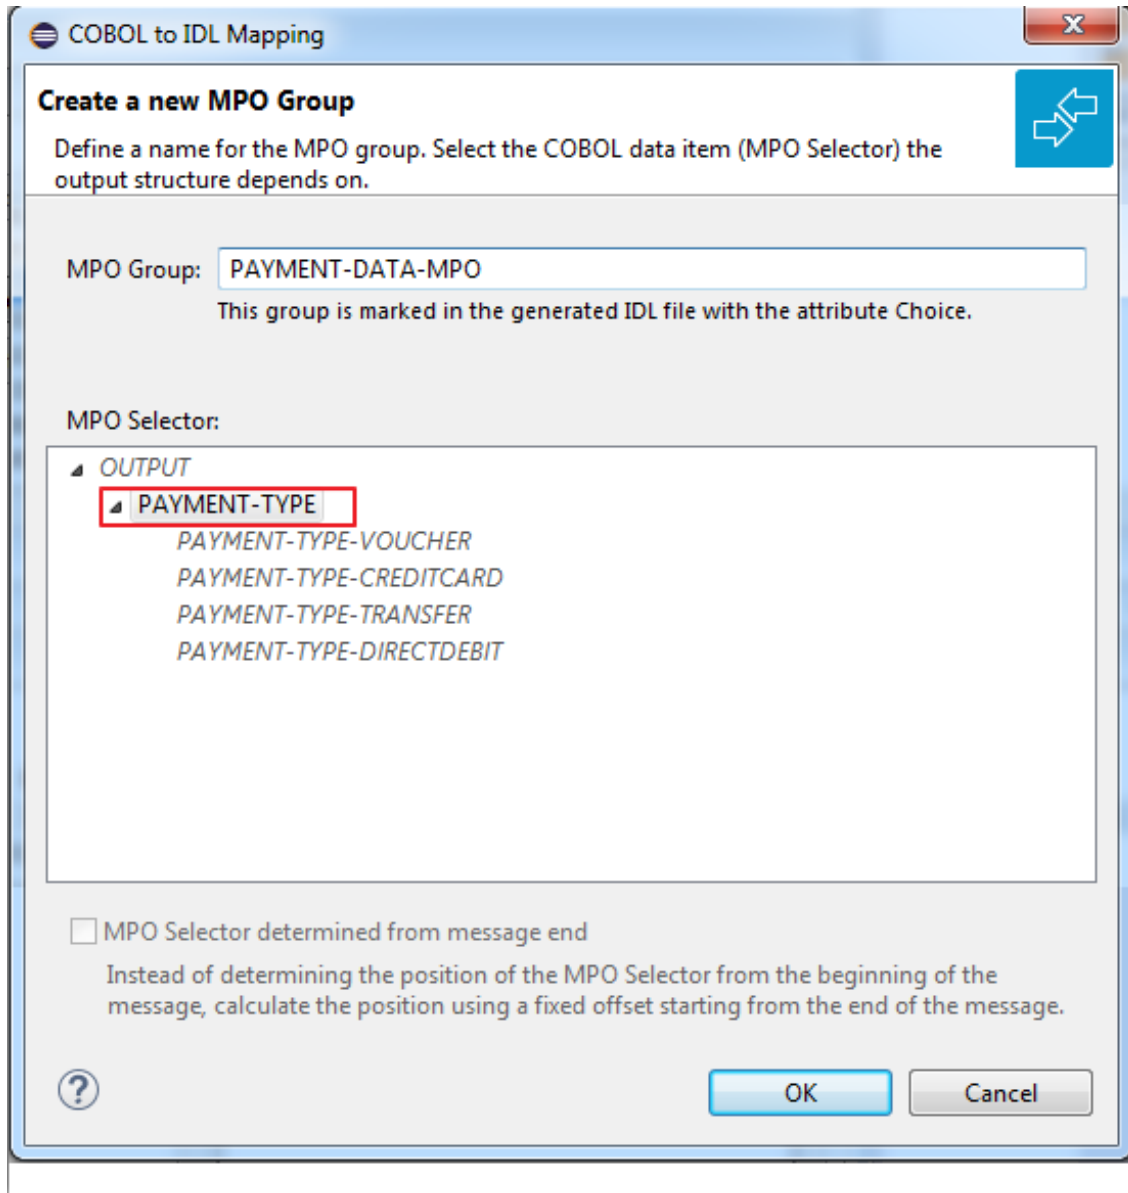 COBOL to IDL Mapping
X
Create a new MPO Group
Define a name for the MPO group. Select the COBOL data item (MPO Selector) the
output structure depends on.
MPO Group: PAYMENT-DATA-MPO
This group is marked in the generated IDL file with the attribute Choice.
MPO Selector:
OUTPUT
PAYMENT-TYPE
PAYMENT-TYPE-VOUCHER
PAYMENT-TYPE-CREDITCARD
PAYMENT-TYPE-TRANSFER
PAYMENT-TYPE-DIRECTDEBIT
MPO Selector determined from message end
Instead of determining the position of the MPO Selector from the beginning of the
message, calculate the position using a fixed offset starting from the end of the message.
? OK Cancel